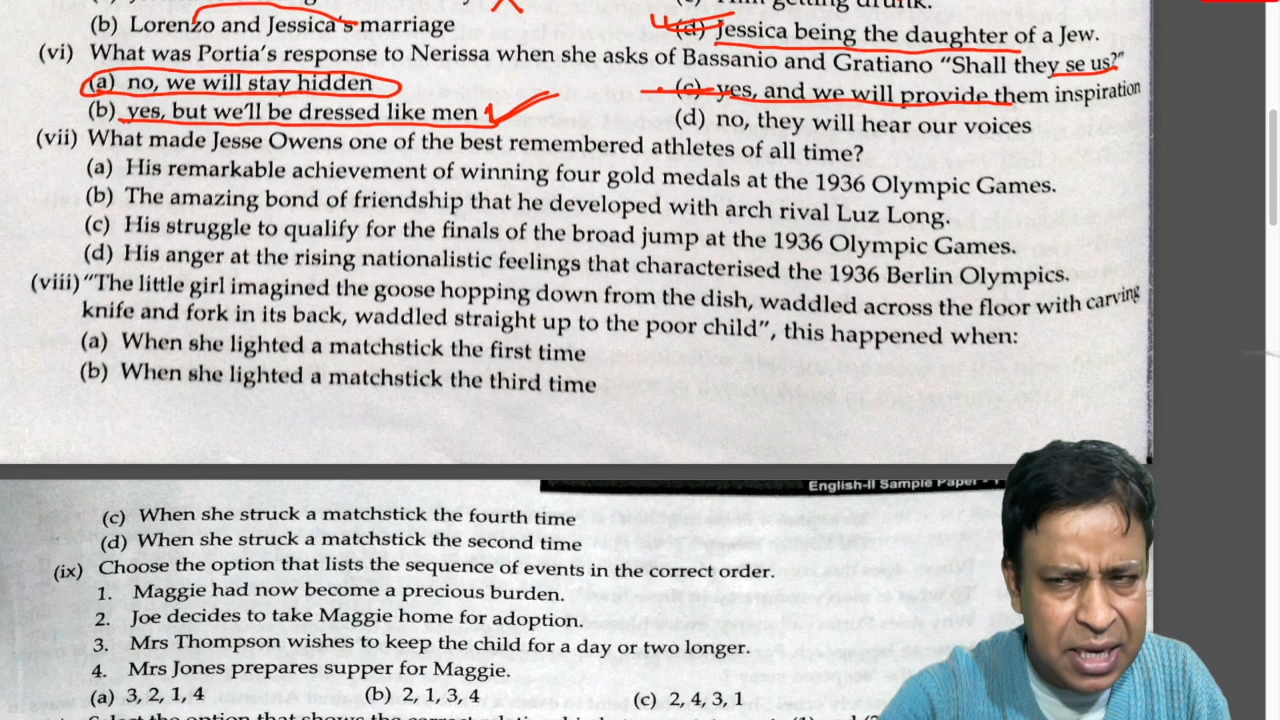 (b) Lorenzo and Jessica's marriage
getting drunk.
(d) Jessica being the daughter of a Jew.
(vi) What was Portia's response to Nerissa when she asks of Bassanio and Gratiano “Shall they se us?”
(a) no, we will stay hidden
(c) yes, and we will provide them inspiration
(b) yes, but we'll be dressed like men
(d) no, they will hear our voices
(vii) What made Jesse Owens one of the best remembered athletes of all time?
(a) His remarkable achievement of winning four gold medals at the 1936 Olympic Games.
(b) The amazing bond of friendship that he developed with arch rival Luz Long.
(c) His struggle to qualify for the finals of the broad jump at the 1936 Olympic Games.
(d) His anger at the rising nationalistic feelings that characterised the 1936 Berlin Olympics.
(viii) “The little girl imagined the goose hopping down from the dish, waddled across the floor with carving
knife and fork in its back, waddled straight up to the poor child”, this happened when:
(a) When she lighted a matchstick the first time
(b) When she lighted a matchstick the third time
English-II Sample Paper -
(c) When she struck a matchstick the fourth time
(d) When she struck a matchstick the second time
(ix) Choose the option that lists the sequence of events in the correct order.
1. Maggie had now become a precious burden.
2. Joe decides to take Maggie home for adoption.
3. Mrs Thompson wishes to keep the child for a day or two longer.
4. Mrs Jones prepares supper for Maggie.
(a) 3, 2, 1, 4 (b) 2, 1, 3, 4 (c) 2, 4, 3, 1